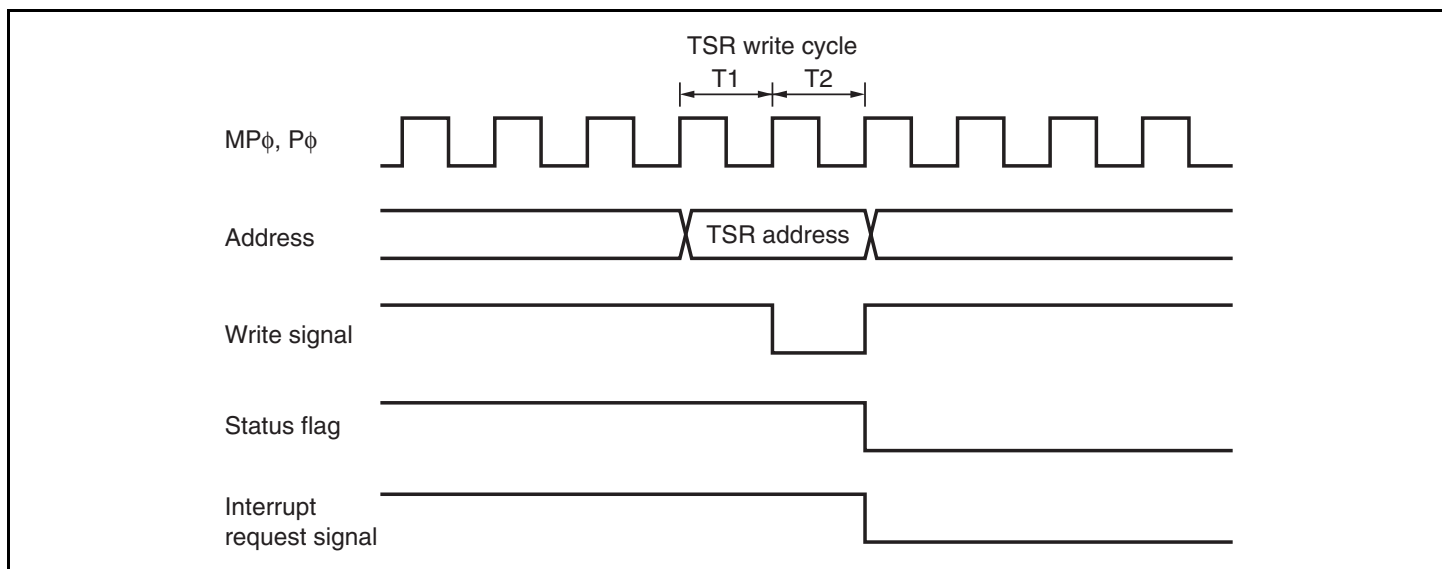 TSR write cycle
T1 T2
MPφ, Pφ
Address
TSR address
Write signal
Status flag
Interrupt
request signal